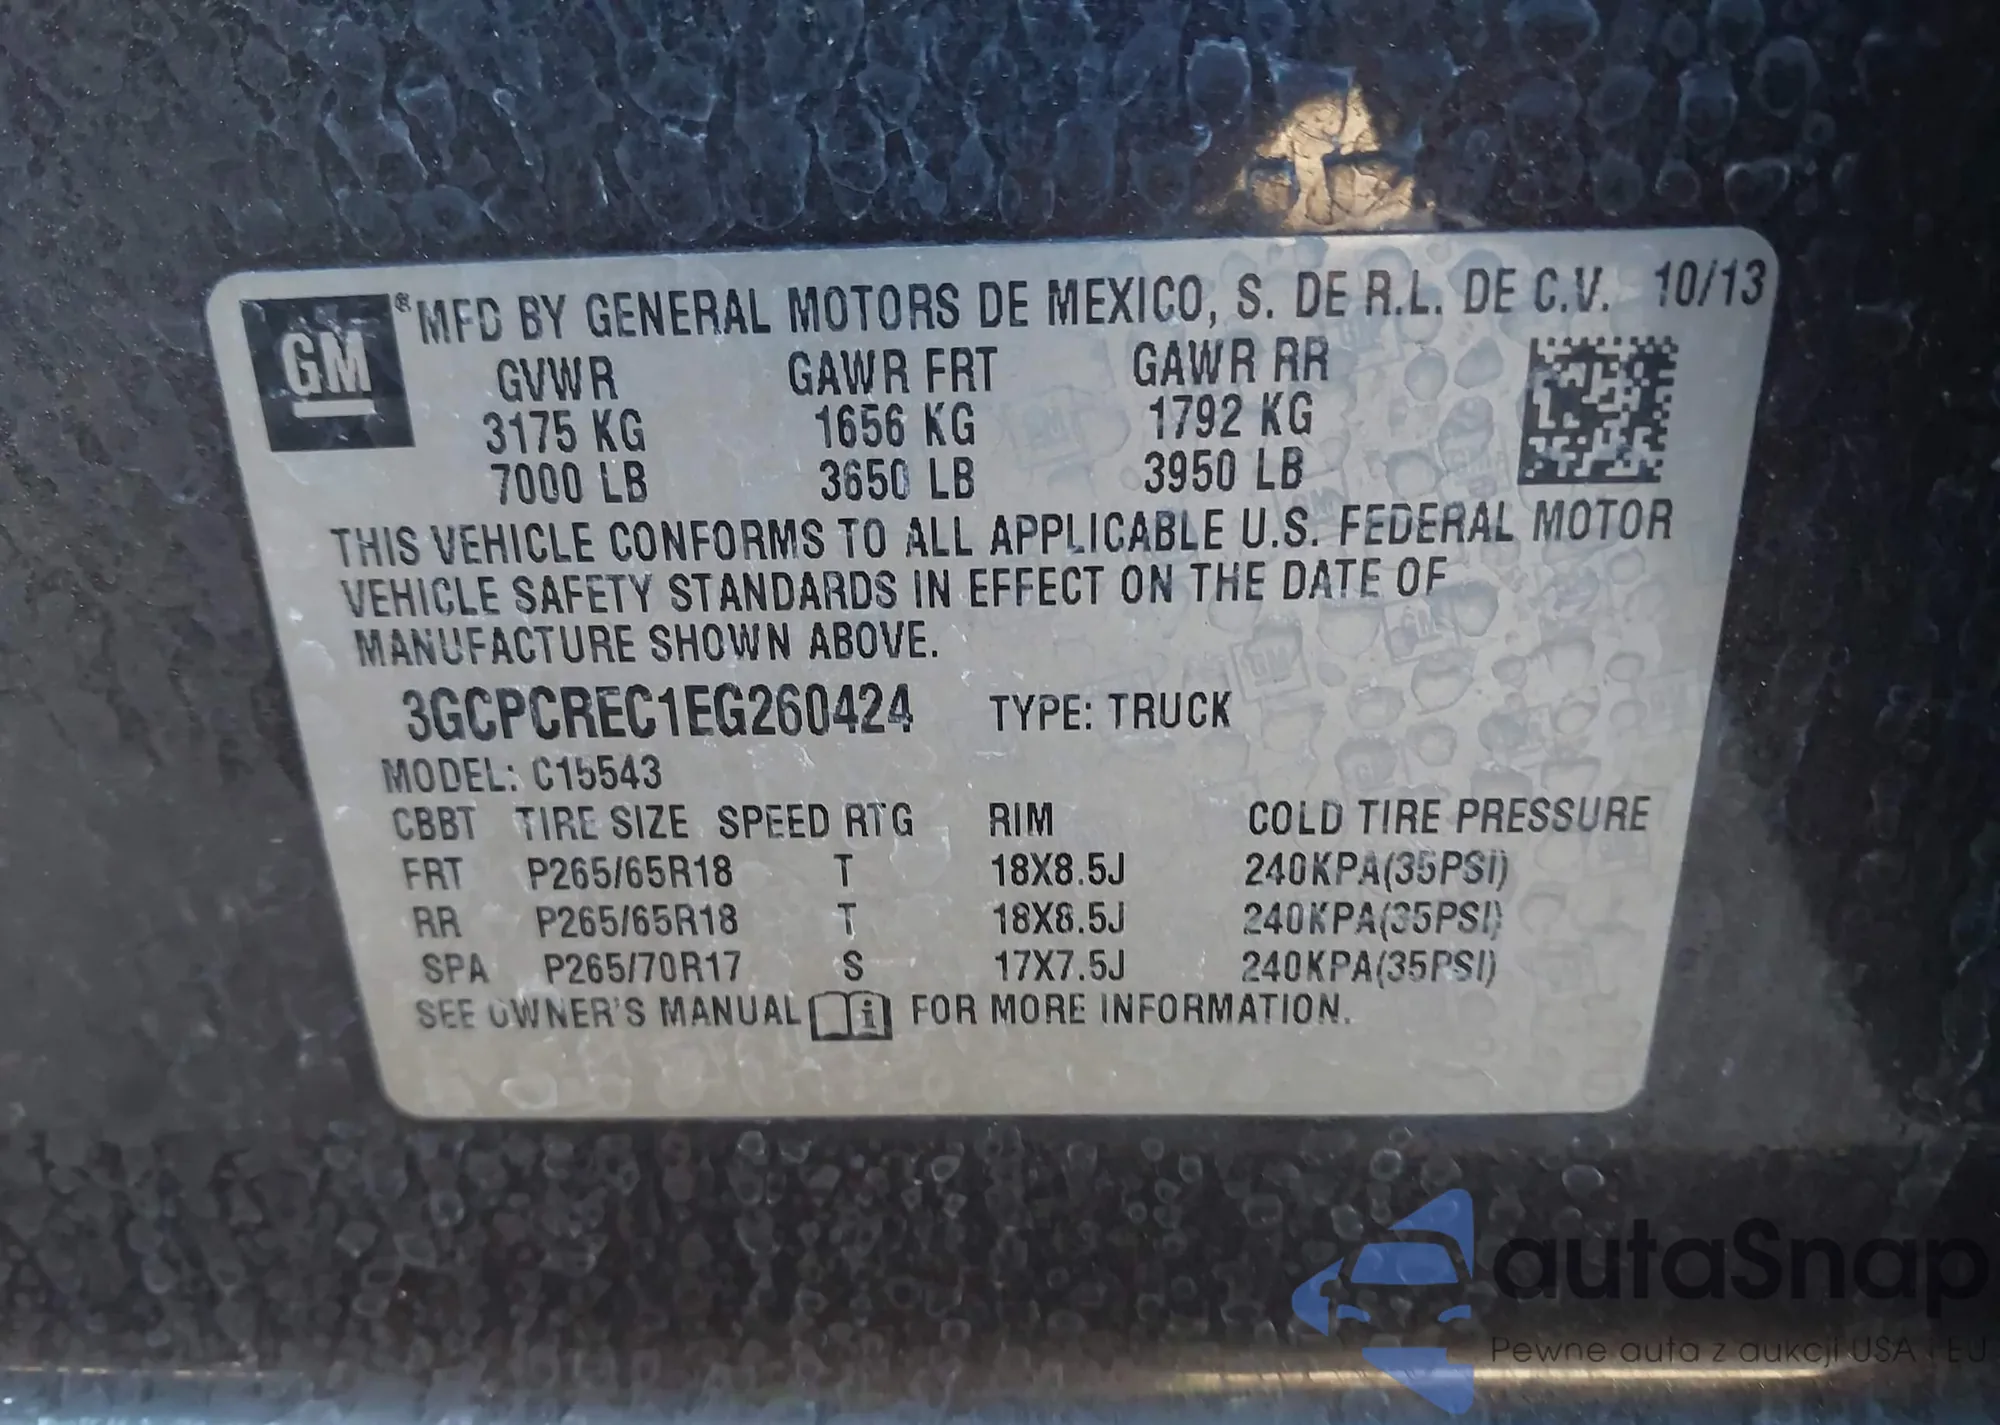 GM ® MFD BY GENERAL MOTORS DE MEXICO, S. DE R.L. DE C.V. 10/13
GVWR GAWR FRT GAWR RR
3175 KG 1656 KG 1792 KG
7000 LB 3650 LB 3950 LB
THIS VEHICLE CONFORMS TO ALL APPLICABLE U.S. FEDERAL MOTOR
VEHICLE SAFETY STANDARDS IN EFFECT ON THE DATE OF
MANUFACTURE SHOWN ABOVE.
3GCPCREC1EG260424 TYPE: TRUCK
MODEL: C15543
CBBT TIRE SIZE SPEED RTG RIM COLD TIRE PRESSURE
FRT P265/65R18 T 18X8.5J 240KPA(35PSI)
RR P265/65R18 T 18X8.5J 240KPA(35PSI)
SPA P265/70R17 S 17X7.5J 240KPA(35PSI)
SEE OWNER'S MANUAL FOR MORE INFORMATION.
autaSnap
Pewne auta z aukcji USA i EU